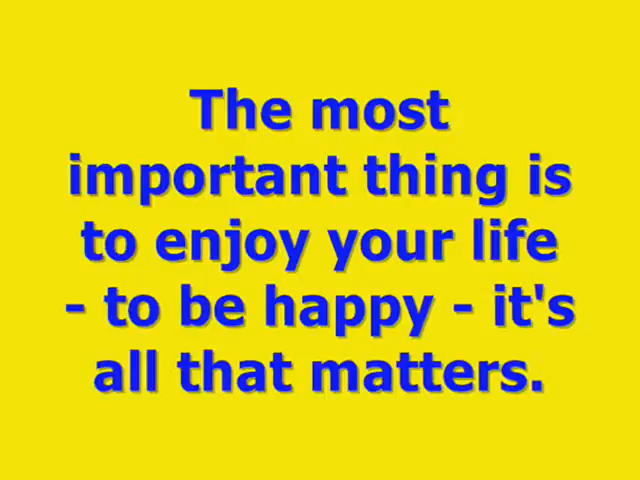 The most
important thing is
to enjoy your life
- to be happy - it's
all that matters.